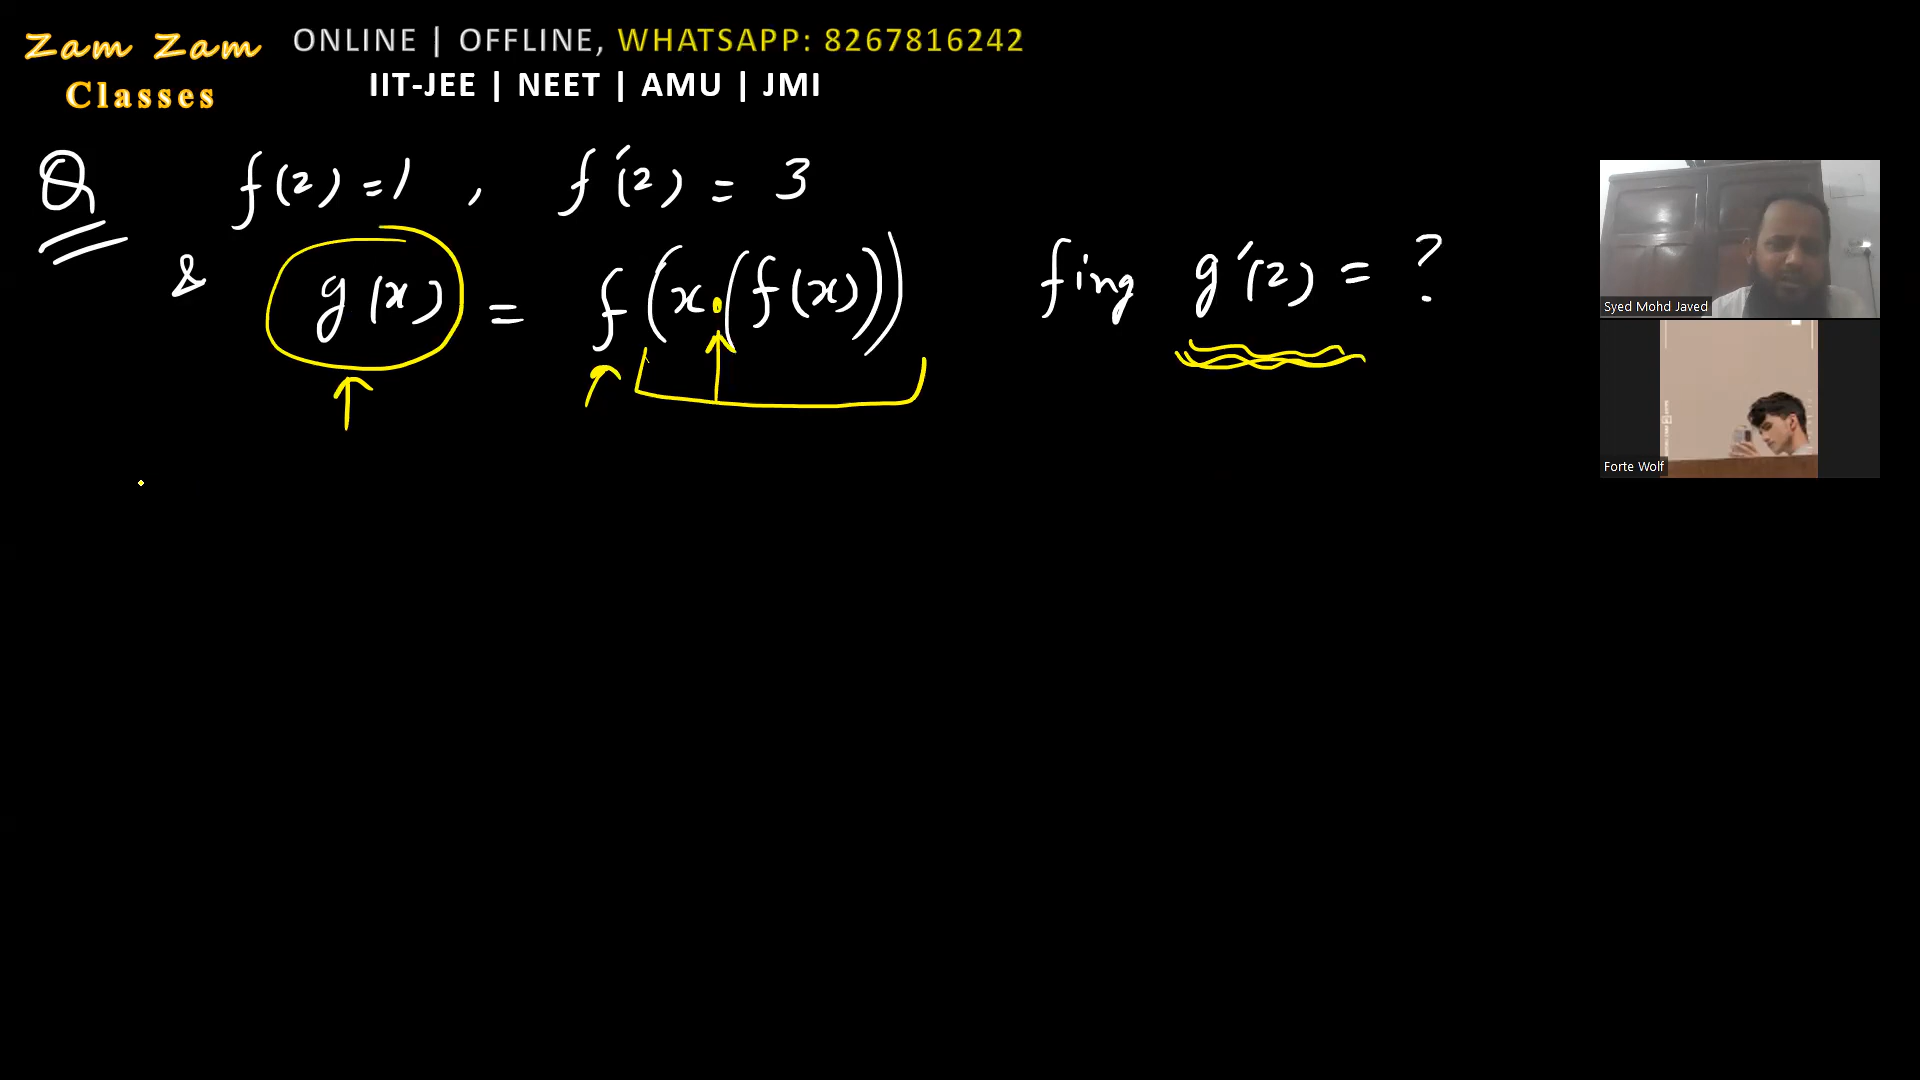 Zam Zam Classes
ONLINE | OFFLINE, WHATSAPP: 8267816242
IIT-JEE | NEET | AMU | JMI
Q f(2)=1, f'(2) = 3
& g(x) = f(x.(f(x))) fing g'(2) = ?
Syed Mohd Javed
Forte Wolf